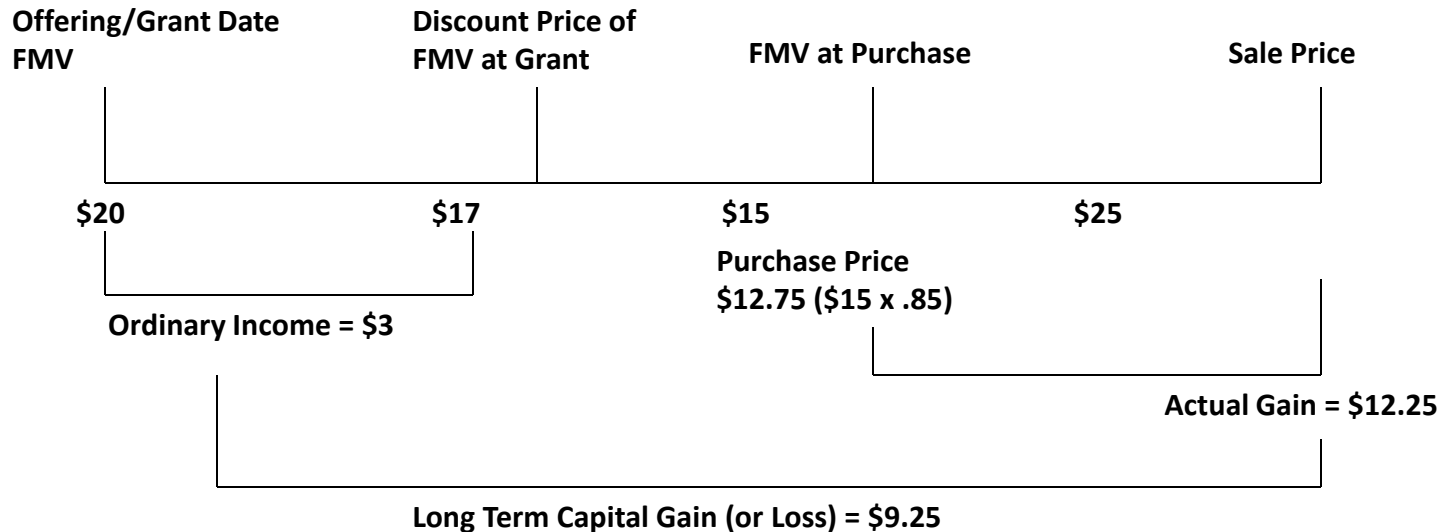 Offering/Grant Date
FMV
Discount Price of
FMV at Grant
FMV at Purchase
Sale Price
$20
$17
$15
$25
Purchase Price
$12.75 ($15 x .85)
Ordinary Income = $3
Actual Gain = $12.25
Long Term Capital Gain (or Loss) = $9.25